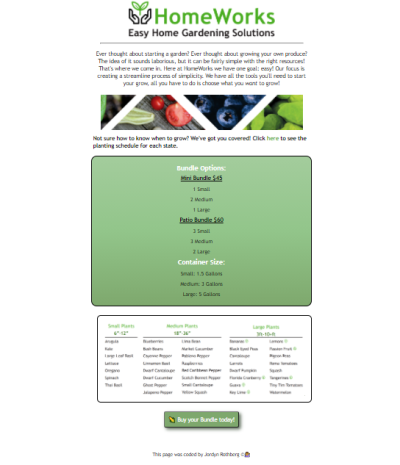 HomeWorks
Easy Home Gardening Solutions
Ever thought about starting a garden? Ever thought about growing your own produce?
The idea of it sounds laborious, but it can be fairly simple with the right resources!
That's where we come in. Here at HomeWorks we have one goal: easy! Our focus is
creating a streamline process of simplicity. We have all the tools you'll need to start
your grow, all you have to do is choose what you want to grow!
Not sure how to know when to grow? We've got you covered! Click here to see the
planting schedule for each state.
Bundle Options:
Mini Bundle $45
1 Small
2 Medium
1 Large
Patio Bundle $60
3 Small
3 Medium
2 Large
Container Size:
Small: 1.5 Gallons
Medium: 3 Gallons
Large: 5 Gallons
Small Plants
6"-12"
Arugula
Kale
Large Leaf Basil
Lettuce
Oregano
Spinach
Thai Basil
Medium Plants
18"-36"
Blueberries
Bush Beans
Cayenne Pepper
Cinnamon Basil
Dwarf Cantaloupe
Dwarf Cucumber
Ghost Pepper
Jalapeno Pepper
Lima Bean
Market Cucumber
Poblano Pepper
Raspberry
Red Caribbean Pepper
Scotch Bonnet Pepper
Small Cantaloupe
Yellow Squash
Large Plants
Bananas
Black Eyed Peas
Cantaloupe
Dwarf Pumpkin
Florida Cranberry
Guava
Key Lime
Lemons
Passion Fruit
Roma Tomatoes
Squash
Tangerines
Tiny Tim Tomatoes
Watermelon
Buy your Bundle today!
This page was coded by Jordyn Rothberg ©